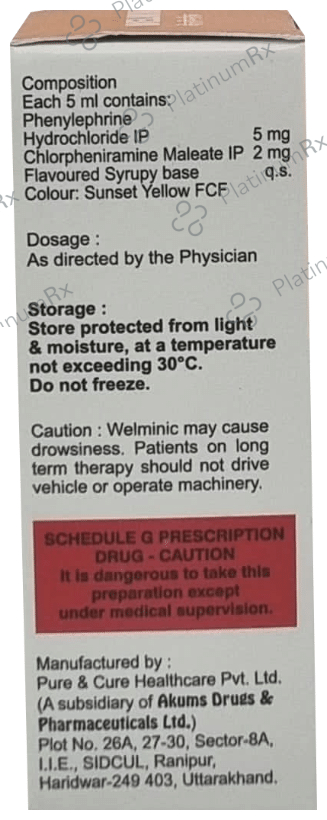 Composition
Each 5 ml contains:
Phenylephrine
Hydrochloride IP 5 mg
Chlorpheniramine Maleate IP 2 mg
Flavoured Syrupy base q.s.
Colour: Sunset Yellow FCF
Dosage :
As directed by the Physician
Storage :
Store protected from light
& moisture, at a temperature
not exceeding 30°C.
Do not freeze.
Caution : Welminic may cause
drowsiness. Patients on long
term therapy should not drive
vehicle or operate machinery.
SCHEDULE G PRESCRIPTION
DRUG - CAUTION
It is dangerous to take this
preparation except
under medical supervision.
Manufactured by :
Pure & Cure Healthcare Pvt. Ltd.
(A subsidiary of Akums Drugs &
Pharmaceuticals Ltd.)
Plot No. 26A, 27-30, Sector-8A,
I.I.E., SIDCUL, Ranipur,
Haridwar-249 403, Uttarakhand.
PlatinumRx